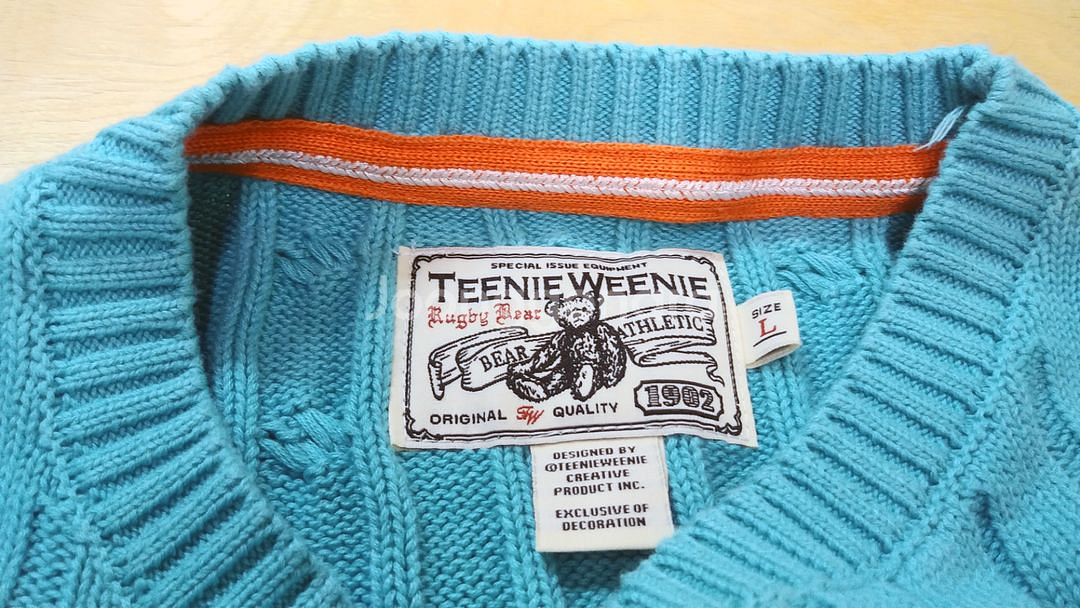 SPECIAL ISSUE EQUIPMENT
TEENIE WEENIE
Rugby Bear
BEAR ATHLETIC
1902
ORIGINAL TW QUALITY
SIZE
L
DESIGNED BY
@TEENIEWEENIE
CREATIVE
PRODUCT INC.
EXCLUSIVE OF
DECORATION